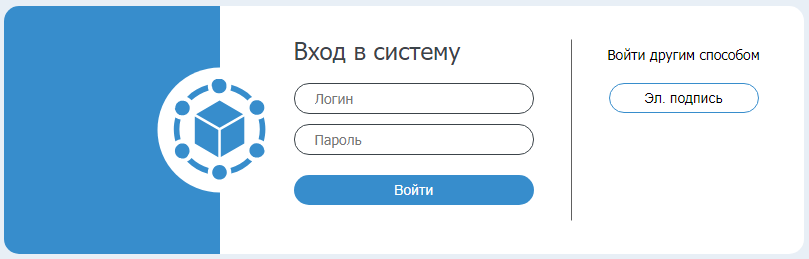 Вход в систему
Логин
Пароль
Войти
Войти другим способом
Эл. подпись